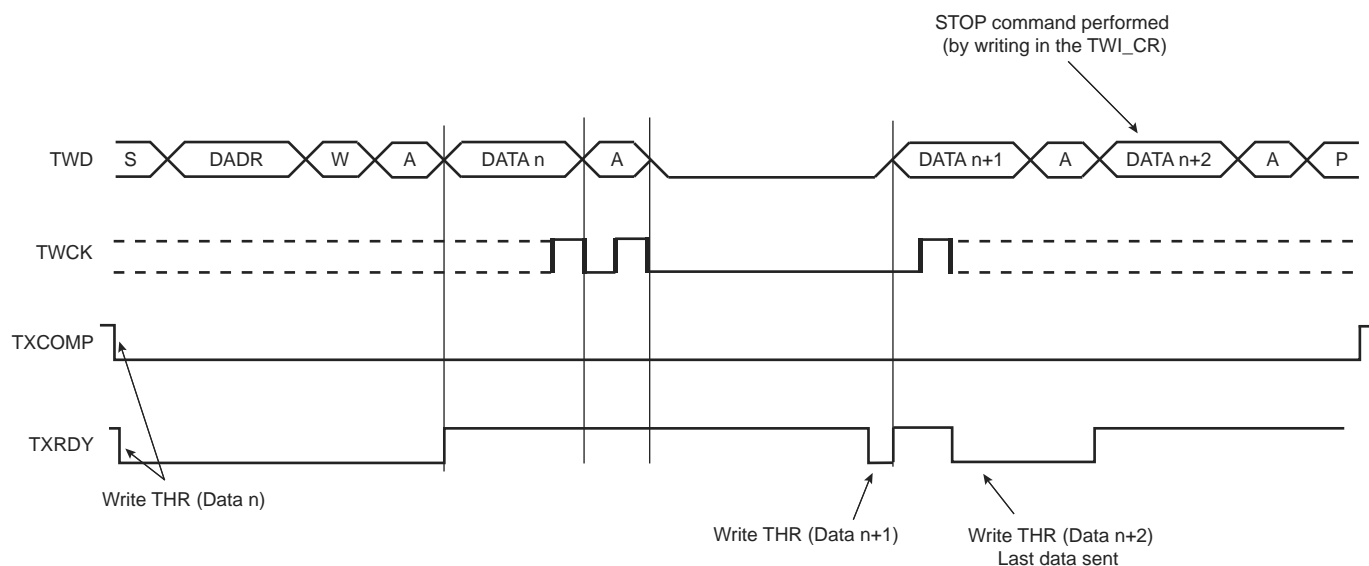 STOP command performed
(by writing in the TWI_CR)
TWD
S
DADR
W
A
DATA n
A
DATA n+1
A
DATA n+2
A
P
TWCK
TXCOMP
TXRDY
Write THR (Data n)
Write THR (Data n+1)
Write THR (Data n+2)
Last data sent